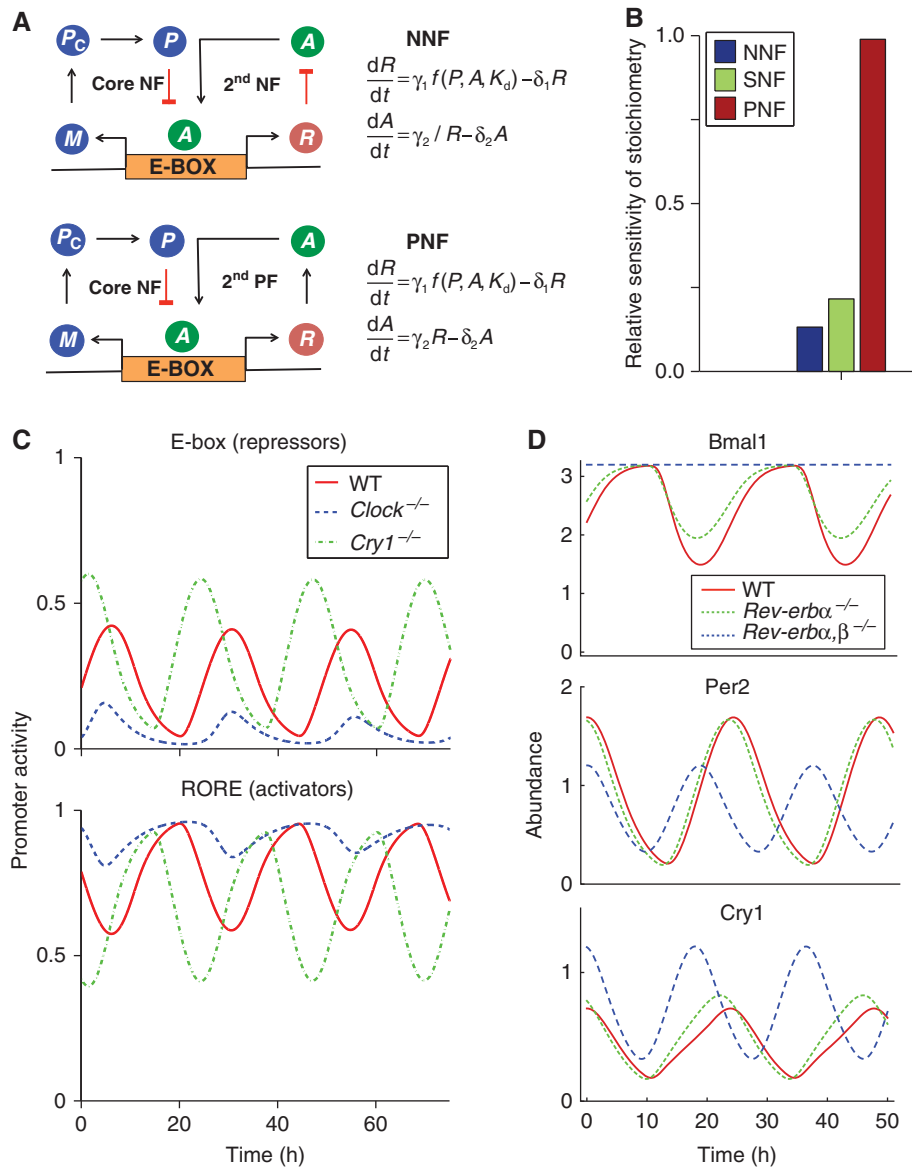 A
P_C
P
A
Core NF
2nd NF
M
A
R
E-BOX
NNF
dR/dt = γ1 f(P, A, Kd) – δ1R
dA/dt = γ2 / R – δ2A
P_C
P
A
Core NF
2nd PF
M
A
R
E-BOX
PNF
dR/dt = γ1 f(P, A, Kd) – δ1R
dA/dt = γ2R – δ2A
B
Relative sensitivity of stoichiometry
1.0
0.5
0.0
NNF
SNF
PNF
C
E-box (repressors)
WT
Clock−/−
Cry1−/−
1
0.5
0
Promoter activity
RORE (activators)
1
0.5
0
0
20
40
60
Time (h)
D
Bmal1
3
2
1
0
WT
Rev-erbα−/−
Rev-erbα,β−/−
Per2
2
1
0
Abundance
Cry1
1
0
0
10
20
30
40
50
Time (h)